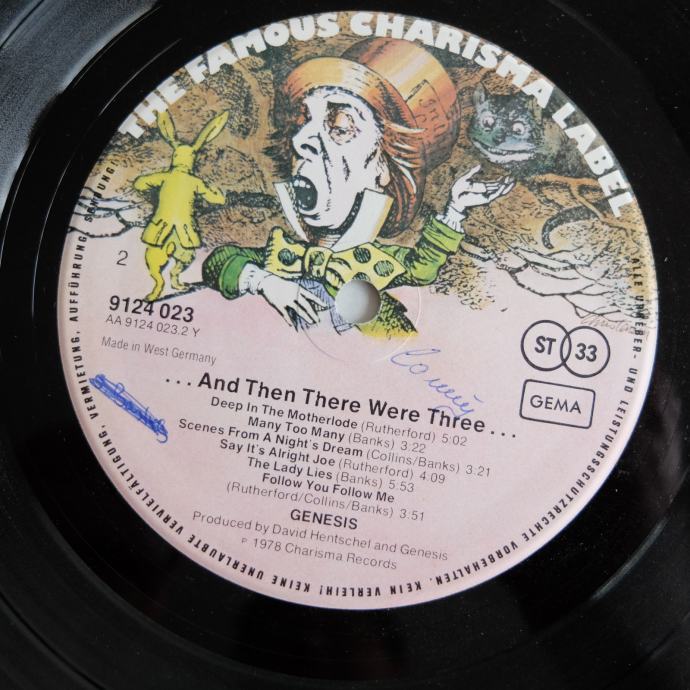 THE FAMOUS CHARISMA LABEL
2
9124 023
AA 9124 023.2 Y
Made in West Germany
ST 33
GEMA
Conny
...And Then There Were Three...
Deep In The Motherlode (Rutherford) 5:02
Many Too Many (Banks) 3:22
Scenes From A Night's Dream (Collins/Banks) 3:21
Say It's Alright Joe (Rutherford) 4:09
The Lady Lies (Banks) 5:53
Follow You Follow Me
(Rutherford/Collins/Banks) 3:51
GENESIS
Produced by David Hentschel and Genesis
℗ 1978 Charisma Records
ALLE URHEBER- UND LEISTUNGSSCHUTZRECHTE VORBEHALTEN. KEIN VERLEIH! KEINE UNERLAUBTE VERVIELFÄLTIGUNG, VERMIETUNG, AUFFÜHRUNG, SENDUNG!